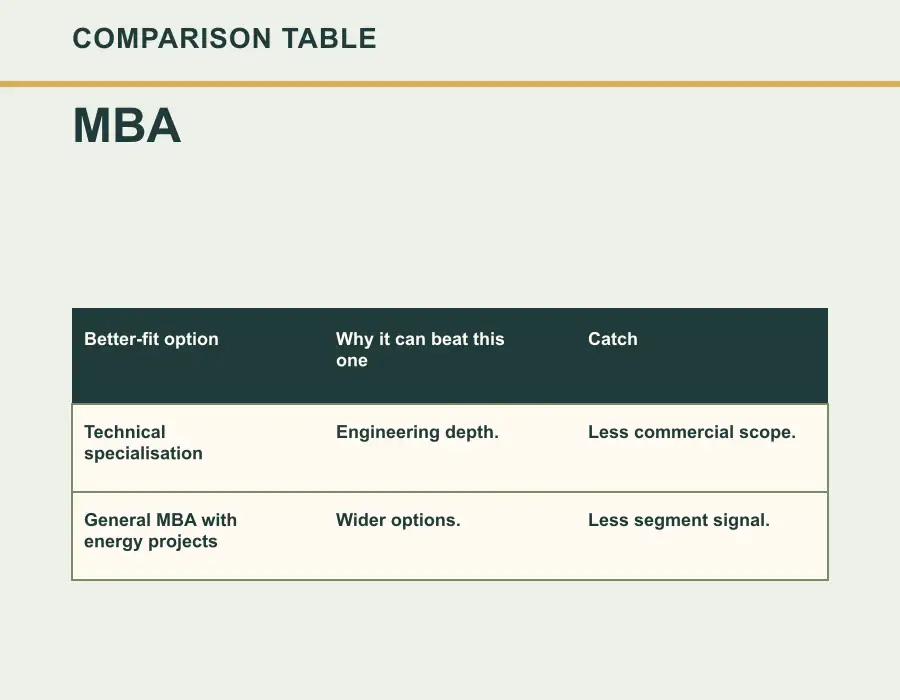 COMPARISON TABLE
MBA
Better-fit option
Why it can beat this
one
Catch
Technical
specialisation
Engineering depth.
Less commercial scope.
General MBA with
energy projects
Wider options.
Less segment signal.